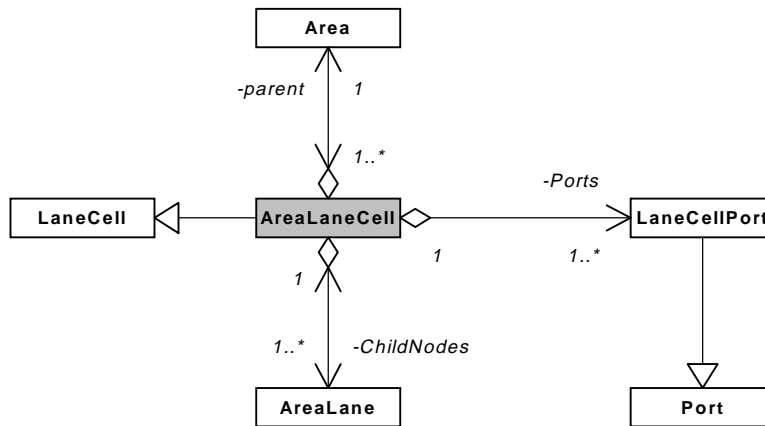 Area
-parent
1
1..*
-Ports
LaneCell
AreaLaneCell
LaneCellPort
1
1..*
1
1..*
-ChildNodes
AreaLane
Port